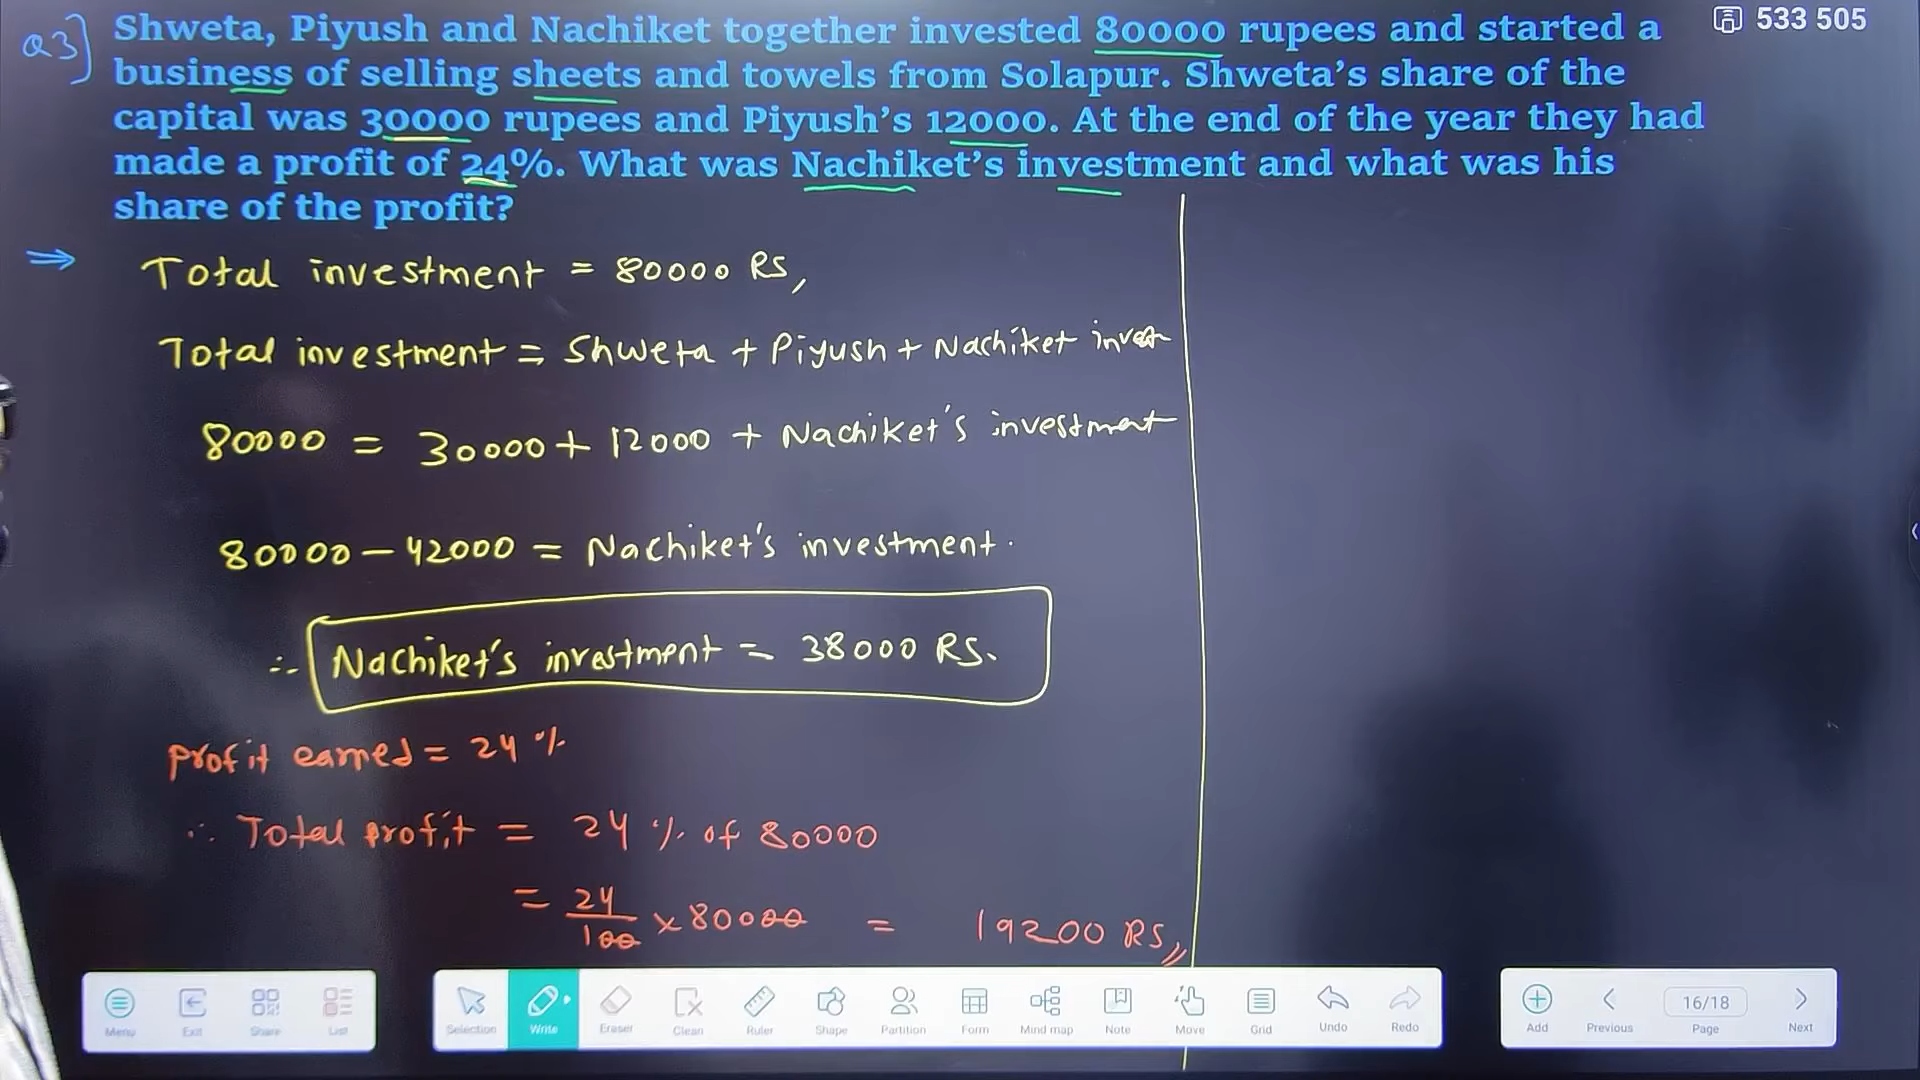 533 505
Q3] Shweta, Piyush and Nachiket together invested 80000 rupees and started a
business of selling sheets and towels from Solapur. Shweta's share of the
capital was 30000 rupees and Piyush's 12000. At the end of the year they had
made a profit of 24%. What was Nachiket's investment and what was his
share of the profit?
⇒ Total investment = 80000 RS,
Total investment = Shweta + Piyush + Nachiket invest
80000 = 30000 + 12000 + Nachiket's investment
80000 - 42000 = Nachiket's investment.
∴ Nachiket's investment = 38000 RS.
Profit earned = 24 %
∴ Total profit = 24 % of 80000
= 24/100 x 80000 = 19200 RS,,
Menu Exit Share List Selection Write Eraser Clean Ruler Shape Partition Form Mind map Note Move Grid Undo Redo Add Previous 16/18 Page Next